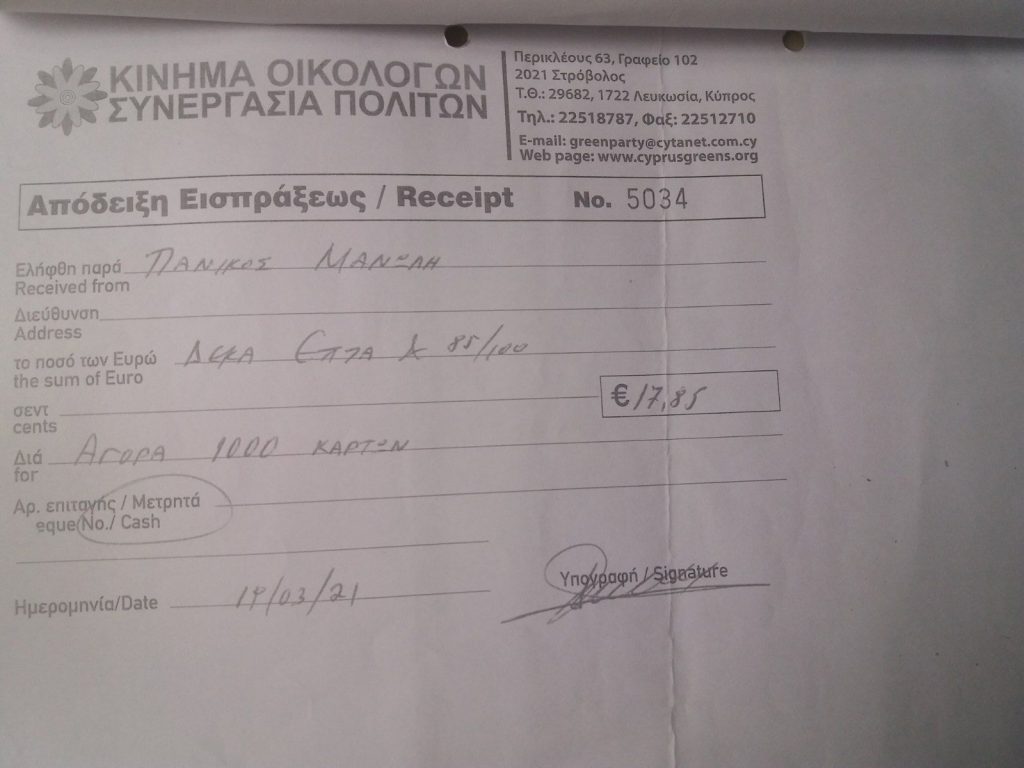 ΚΙΝΗΜΑ ΟΙΚΟΛΟΓΩΝ
ΣΥΝΕΡΓΑΣΙΑ ΠΟΛΙΤΩΝ
Περικλέους 63, Γραφείο 102
2021 Στρόβολος
Τ.Θ.: 29682, 1722 Λευκωσία, Κύπρος
Τηλ.: 22518787, Φαξ: 22512710
E-mail: greenparty@cytanet.com.cy
Web page: www.cyprusgreens.org
Απόδειξη Εισπράξεως / Receipt No. 5034
Ελήφθη παρά ΠΑΝΙΚΟΣ ΜΑΝΩΛΗ
Received from
Διεύθυνση
Address
το ποσό των Ευρώ ΔΕΚΑ ΕΠΤΑ & 85/100
the sum of Euro
σεντ €17,85
cents
Διά ΑΓΟΡΑ 1000 ΚΑΡΤΩΝ
for
Αρ. επιταγής / Μετρητά
eque No./ Cash
Υπογραφή / Signature
Ημερομηνία/Date /03/21